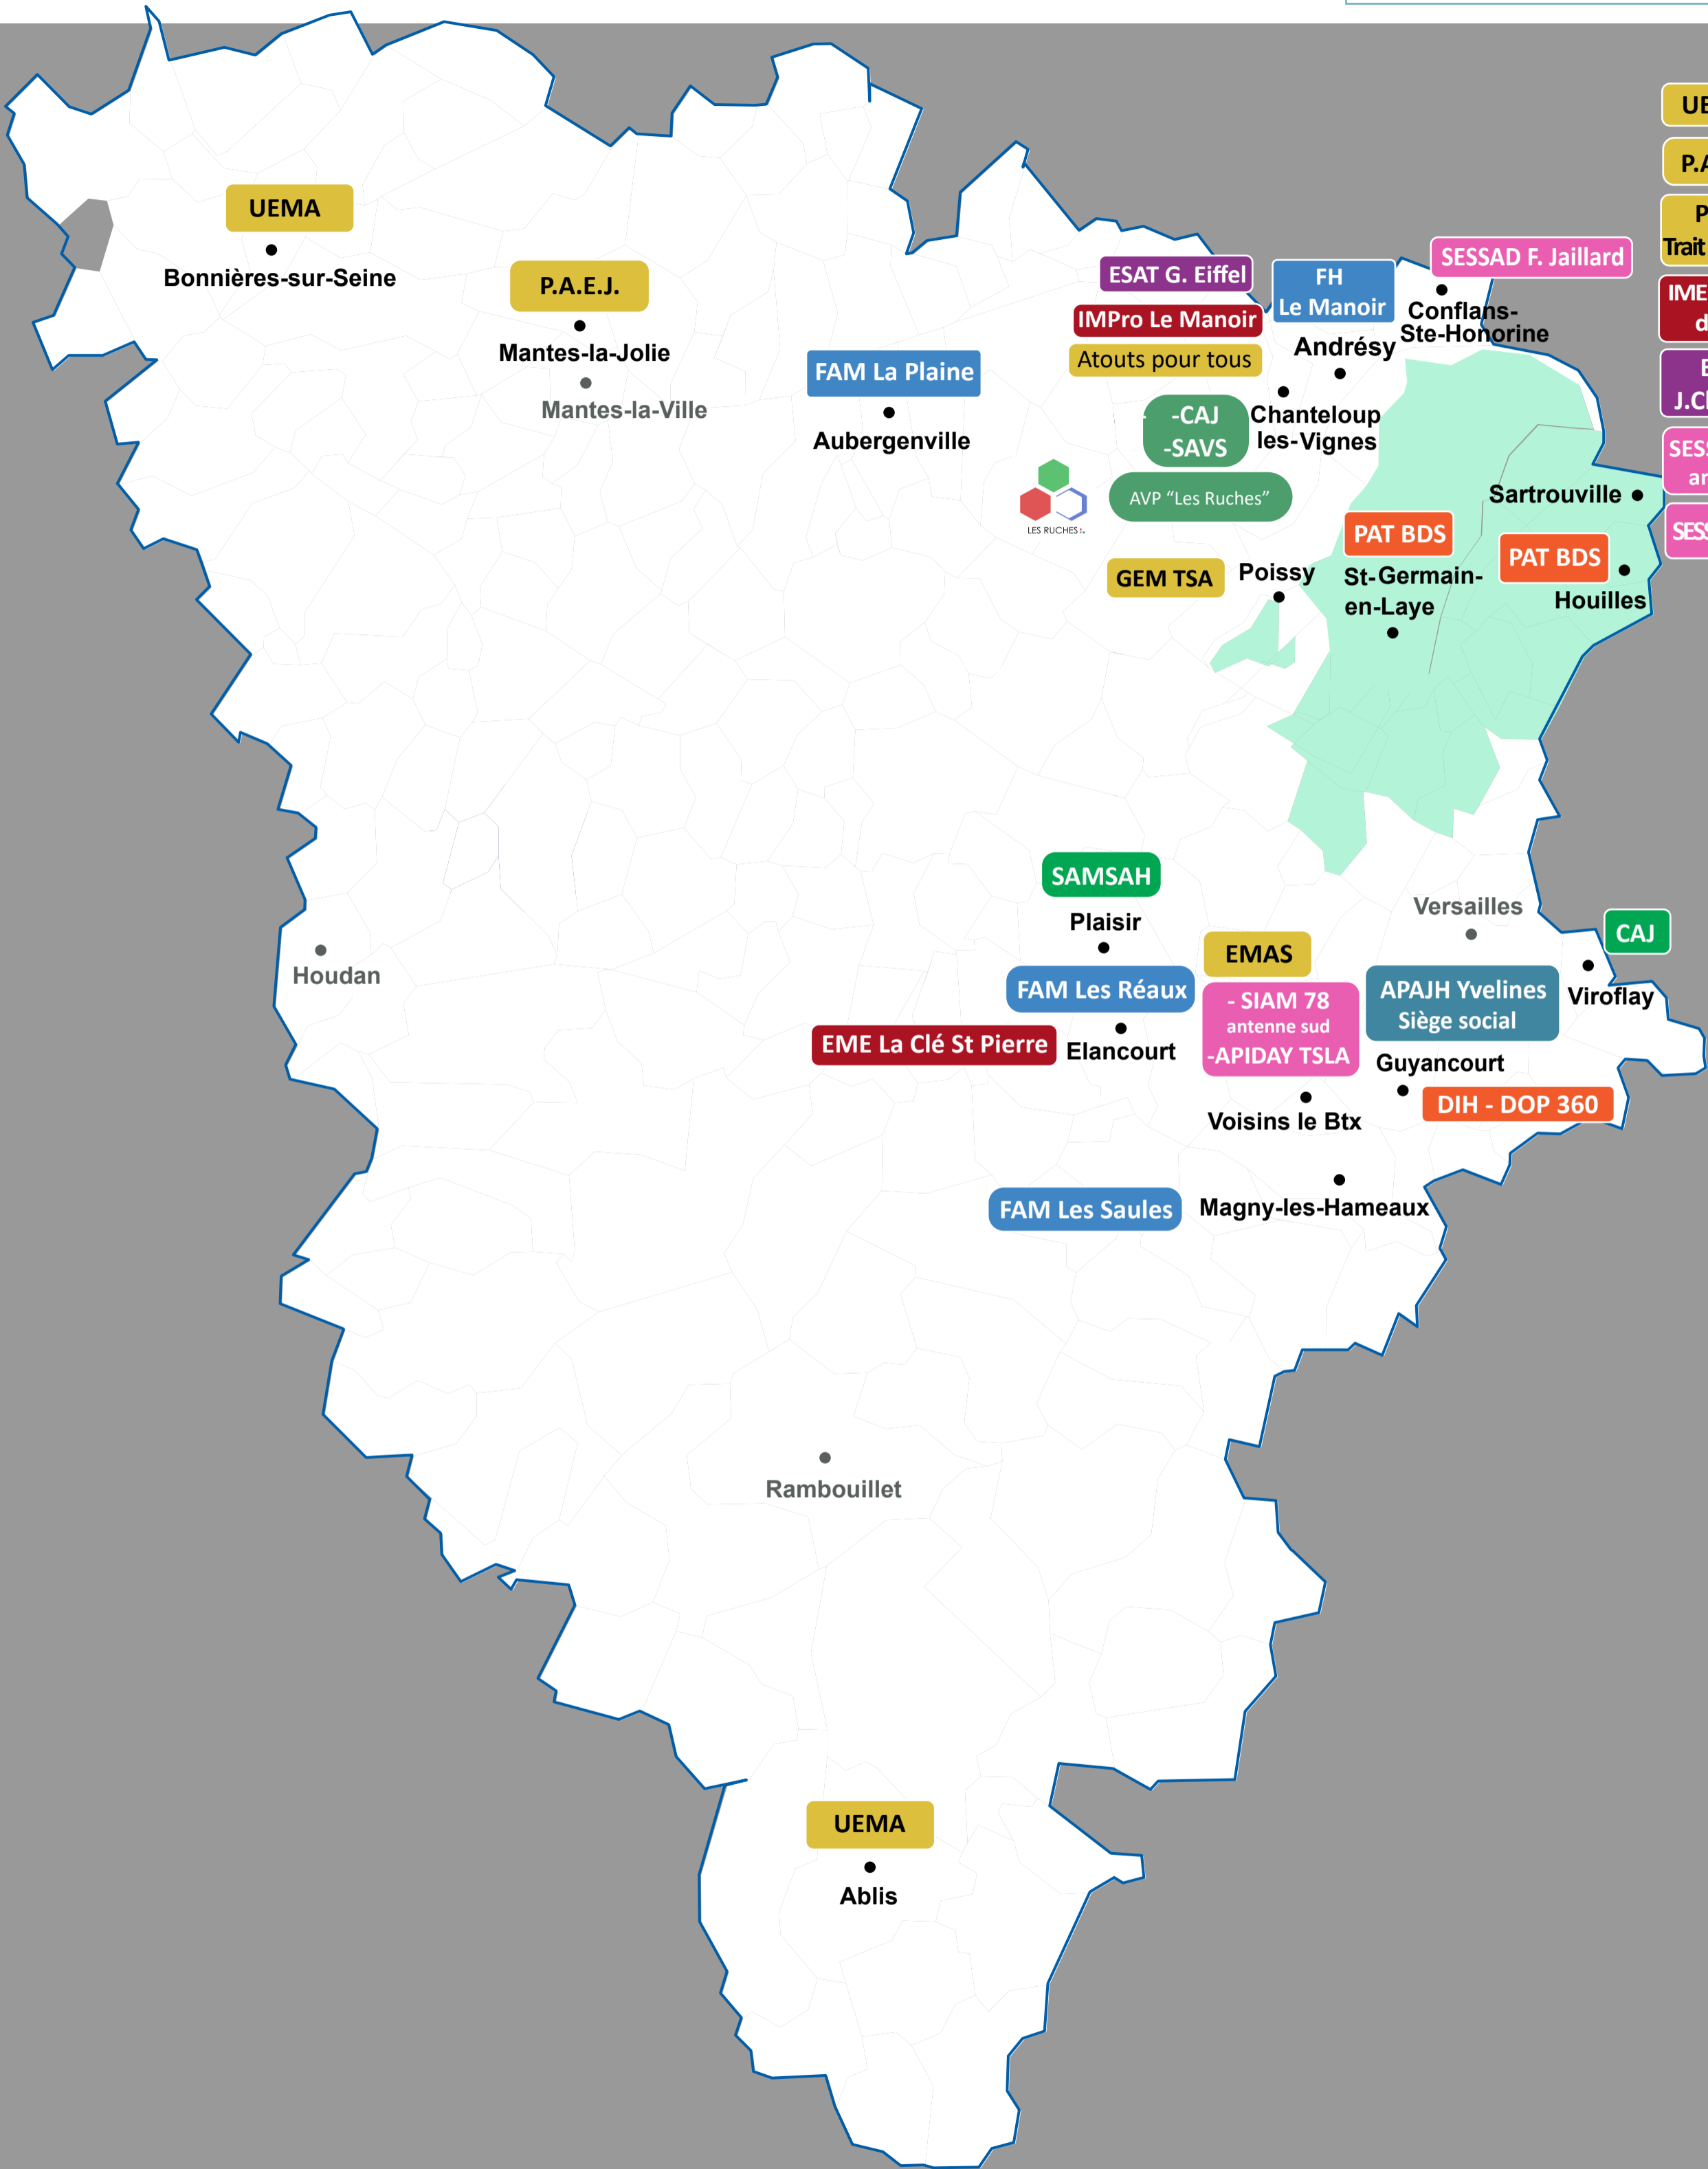 UEMA
Bonnières-sur-Seine
P.A.E.J.
Mantes-la-Jolie
Mantes-la-Ville
FAM La Plaine
Aubergenville
ESAT G. Eiffel
IMPro Le Manoir
Atouts pour tous
FH
Le Manoir
SESSAD F. Jaillard
Conflans-
Ste-Honorine
Andrésy
Chanteloup
les-Vignes
-CAJ
-SAVS
AVP “Les Ruches”
LES RUCHES
Sartrouville
PAT BDS
St-Germain-
en-Laye
PAT BDS
Houilles
GEM TSA
Poissy
P.A
Trait
IME
J.Cl
SESS
SESS
SAMSAH
Plaisir
FAM Les Réaux
Elancourt
EME La Clé St Pierre
EMAS
- SIAM 78
antenne sud
-APIDAY TSLA
Voisins le Btx
Versailles
CAJ
Viroflay
APAJH Yvelines
Siège social
Guyancourt
DIH - DOP 360
Houdan
FAM Les Saules
Magny-les-Hameaux
Rambouillet
UEMA
Ablis